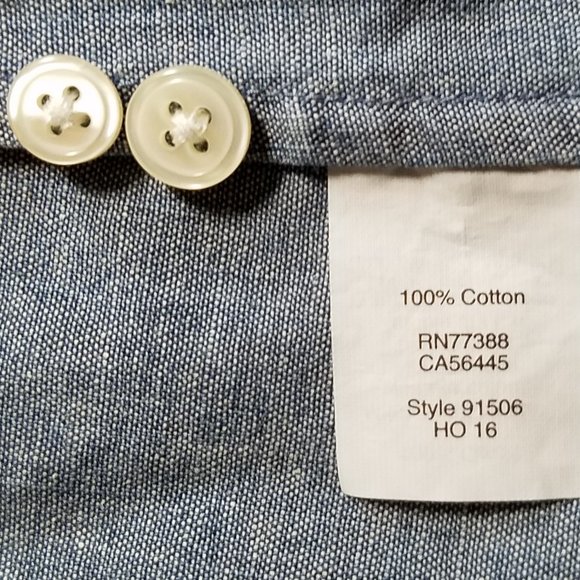 100% Cotton
RN77388
CA56445
Style 91506
HO 16